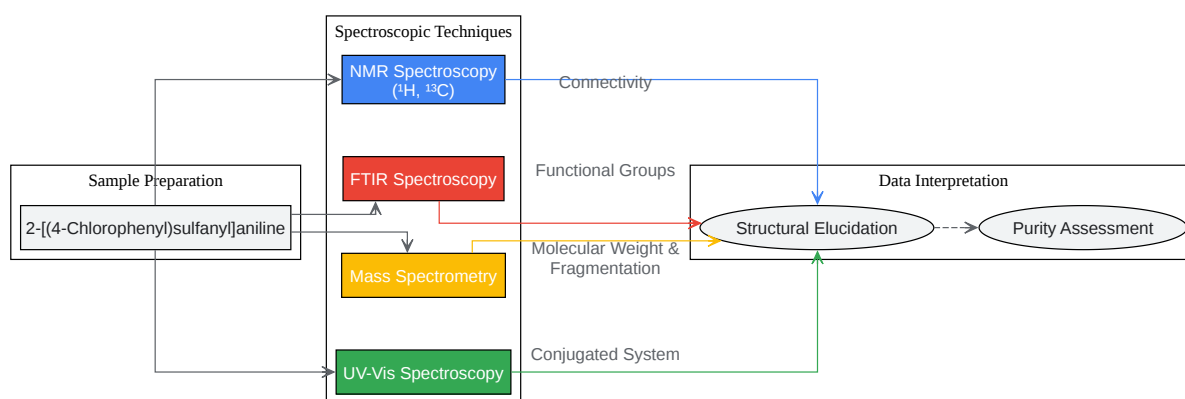 Spectroscopic Techniques
NMR Spectroscopy
(¹H, ¹³C)
Connectivity
FTIR Spectroscopy
Functional Groups
Sample Preparation
2-[(4-Chlorophenyl)sulfanyl]aniline
Data Interpretation
Structural Elucidation
Purity Assessment
Mass Spectrometry
Molecular Weight &
Fragmentation
UV-Vis Spectroscopy
Conjugated System